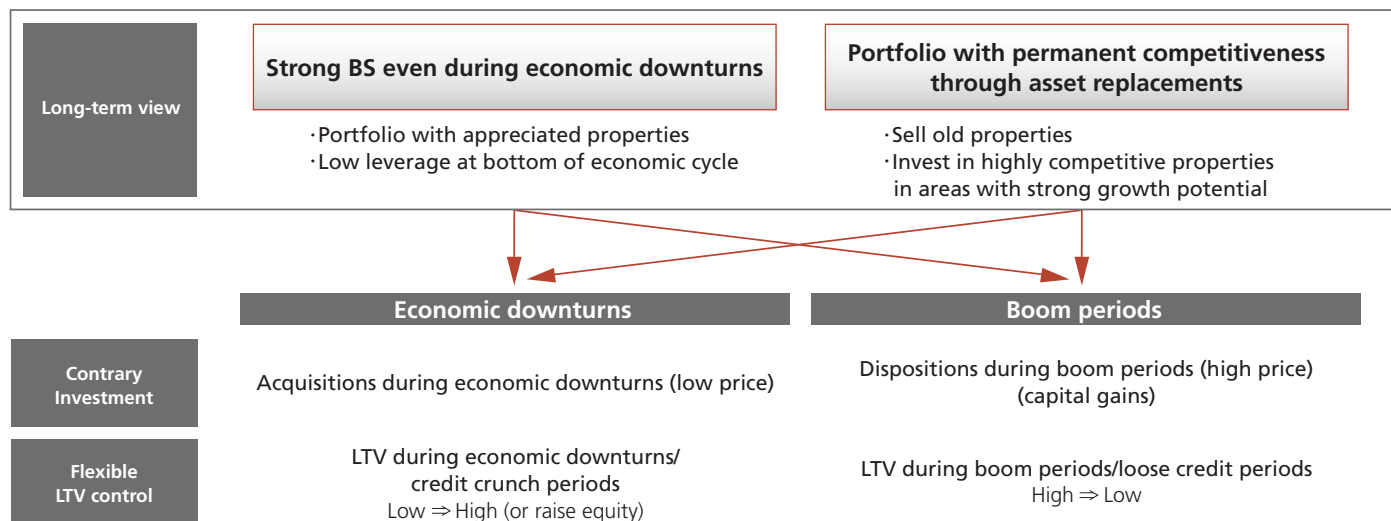 Long-term view
Strong BS even during economic downturns
·Portfolio with appreciated properties
·Low leverage at bottom of economic cycle
Portfolio with permanent competitiveness
through asset replacements
·Sell old properties
·Invest in highly competitive properties
in areas with strong growth potential
Economic downturns
Boom periods
Contrary
Investment
Acquisitions during economic downturns (low price)
Dispositions during boom periods (high price)
(capital gains)
Flexible
LTV control
LTV during economic downturns/
credit crunch periods
Low ⇒ High (or raise equity)
LTV during boom periods/loose credit periods
High ⇒ Low